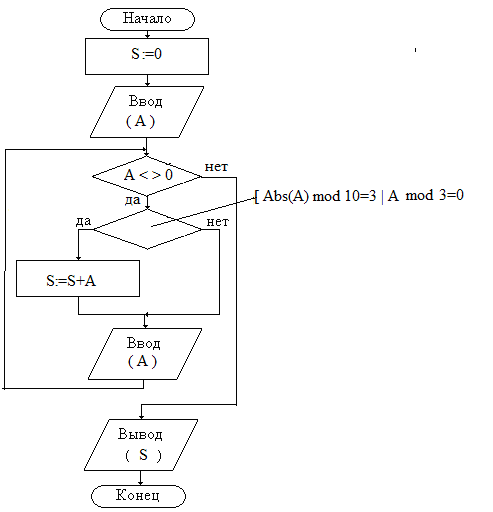 Начало
S:=0
Ввод
( A )
A < > 0
нет
да
[ Abs(A) mod 10=3 | A mod 3=0
да
нет
S:=S+A
Ввод
( A )
Вывод
( S )
Конец